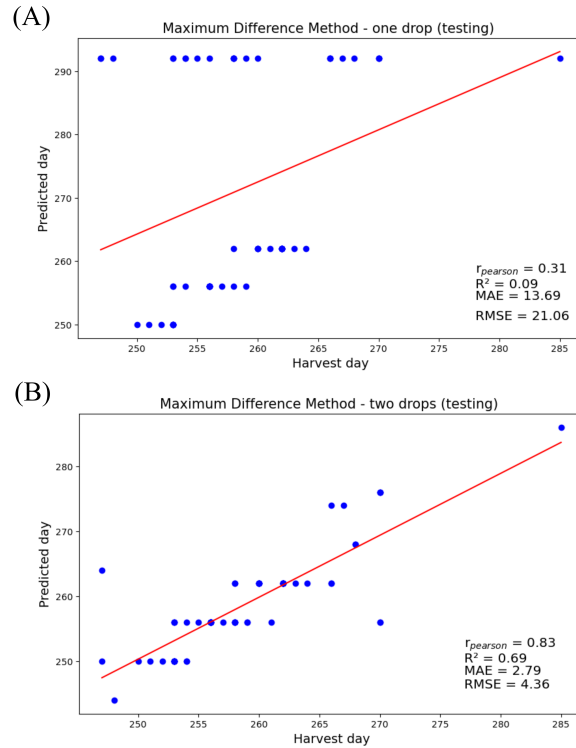 (A)
Maximum Difference Method - one drop (testing)
290
280
270
260
250
Predicted day
r_pearson = 0.31
R² = 0.09
MAE = 13.69
RMSE = 21.06
250 255 260 265 270 275 280 285
Harvest day
(B)
Maximum Difference Method - two drops (testing)
280
270
260
250
Predicted day
r_pearson = 0.83
R² = 0.69
MAE = 2.79
RMSE = 4.36
250 255 260 265 270 275 280 285
Harvest day